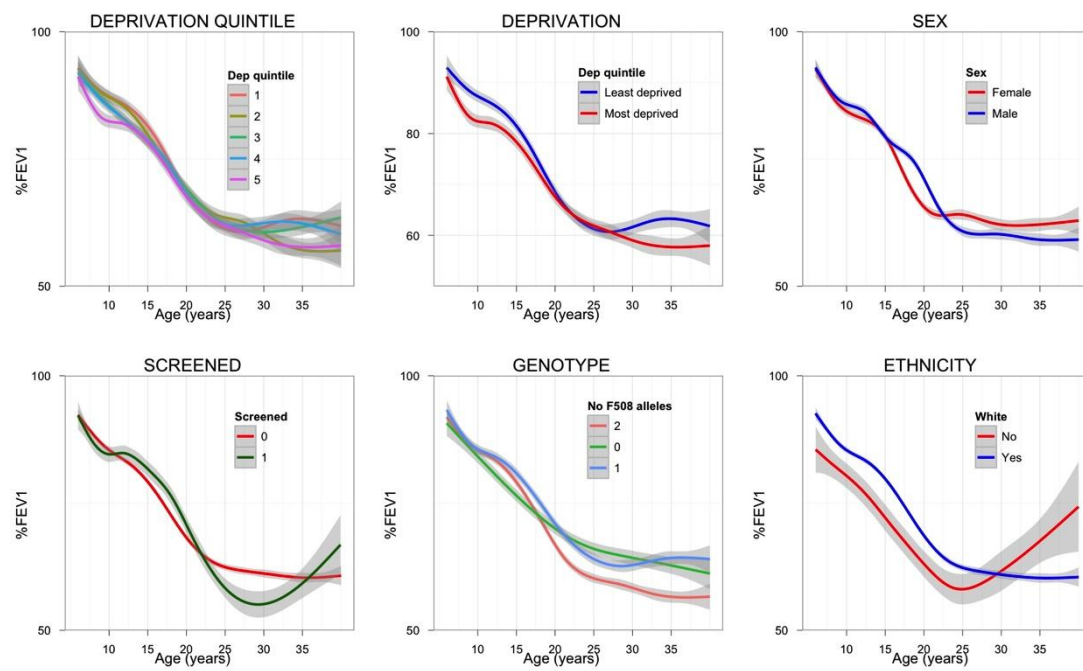 DEPRIVATION QUINTILE
100
50
%FEV1
Dep quintile
1
2
3
4
5
10 15 20 25 30 35
Age (years)
DEPRIVATION
100
80
60
%FEV1
Dep quintile
Least deprived
Most deprived
10 15 20 25 30 35
Age (years)
SEX
100
50
%FEV1
Sex
Female
Male
10 15 20 25 30 35
Age (years)
SCREENED
100
50
%FEV1
Screened
0
1
10 15 20 25 30 35
Age (years)
GENOTYPE
100
50
%FEV1
No F508 alleles
2
0
1
10 15 20 25 30 35
Age (years)
ETHNICITY
100
50
%FEV1
White
No
Yes
10 15 20 25 30 35
Age (years)